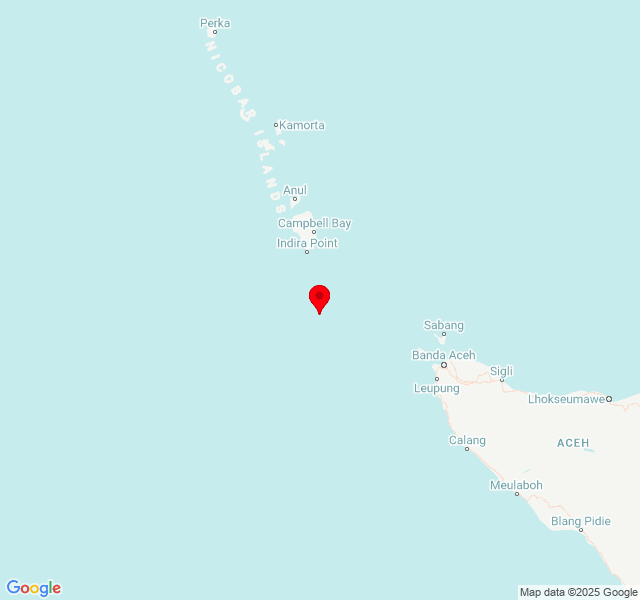 Perka
NICOBAR ISLANDS
Kamorta
Anul
Campbell Bay
Indira Point
Sabang
Banda Aceh
Sigli
Leupung
Lhokseumawe
Calang
ACEH
Meulaboh
Blang Pidie
Google
Map data ©2025 Google